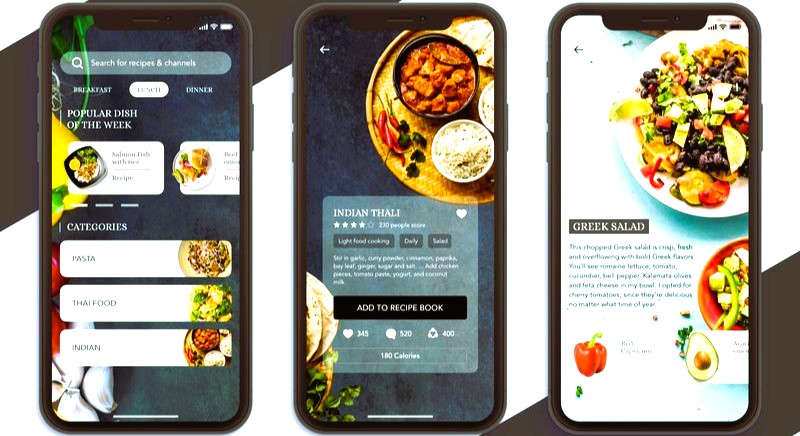 Search for recipes & channels
BREAKFAST
LUNCH
DINNER
POPULAR DISH
OF THE WEEK
Salmon Fish
with rice
Recipe
Beef
onio
Recip
CATEGORIES
PASTA
THAI FOOD
INDIAN
INDIAN THALI
230 people score
Light food cooking
Daily
Salad
Stir in garlic, curry powder, cinnamon, paprika,
bay leaf, ginger, sugar and salt.... Add chicken
pieces, tomato paste, yogurt, and coconut
milk.
ADD TO RECIPE BOOK
345
520
400
180 Calories
GREEK SALAD
This chopped Greek salad is crisp, fresh
and overflowing with bold Greek flavors
You'll see romaine lettuce, tomato,
cucumber, bell pepper, Kalamata olives
and feta cheese in my bowl. I opted for
cherry tomatoes, since they're delicious
no matter what time of year.
Red
Capsicum